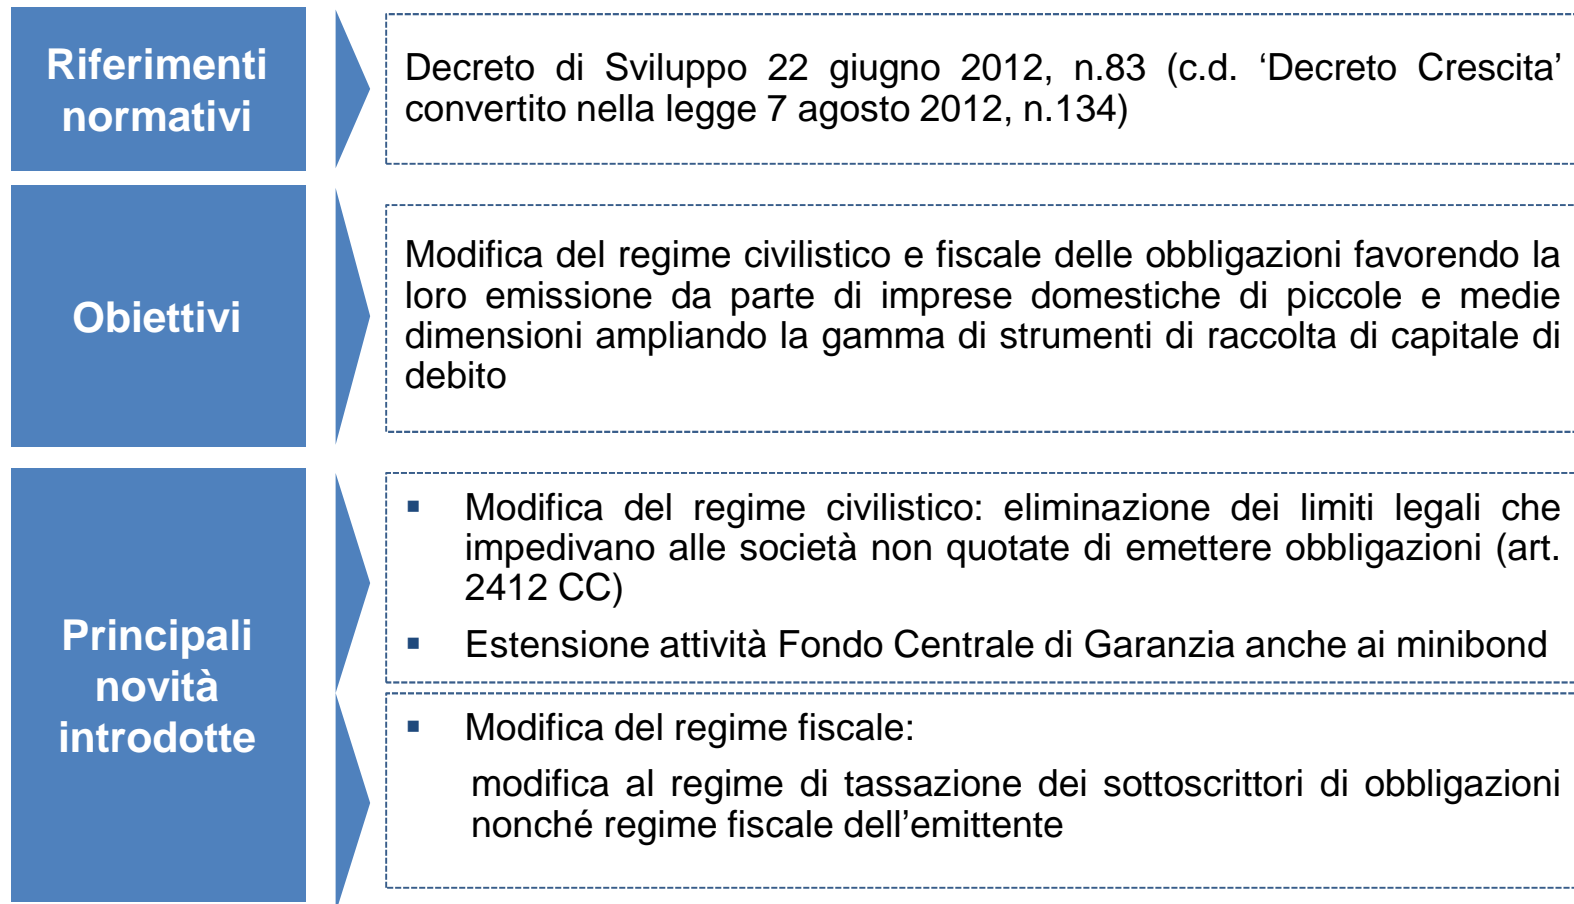 Riferimenti
normativi
Decreto di Sviluppo 22 giugno 2012, n.83 (c.d. ‘Decreto Crescita’
convertito nella legge 7 agosto 2012, n.134)
Obiettivi
Modifica del regime civilistico e fiscale delle obbligazioni favorendo la
loro emissione da parte di imprese domestiche di piccole e medie
dimensioni ampliando la gamma di strumenti di raccolta di capitale di
debito
Principali
novità
introdotte
▪ Modifica del regime civilistico: eliminazione dei limiti legali che
impedivano alle società non quotate di emettere obbligazioni (art.
2412 CC)
▪ Estensione attività Fondo Centrale di Garanzia anche ai minibond
▪ Modifica del regime fiscale:
modifica al regime di tassazione dei sottoscrittori di obbligazioni
nonché regime fiscale dell’emittente